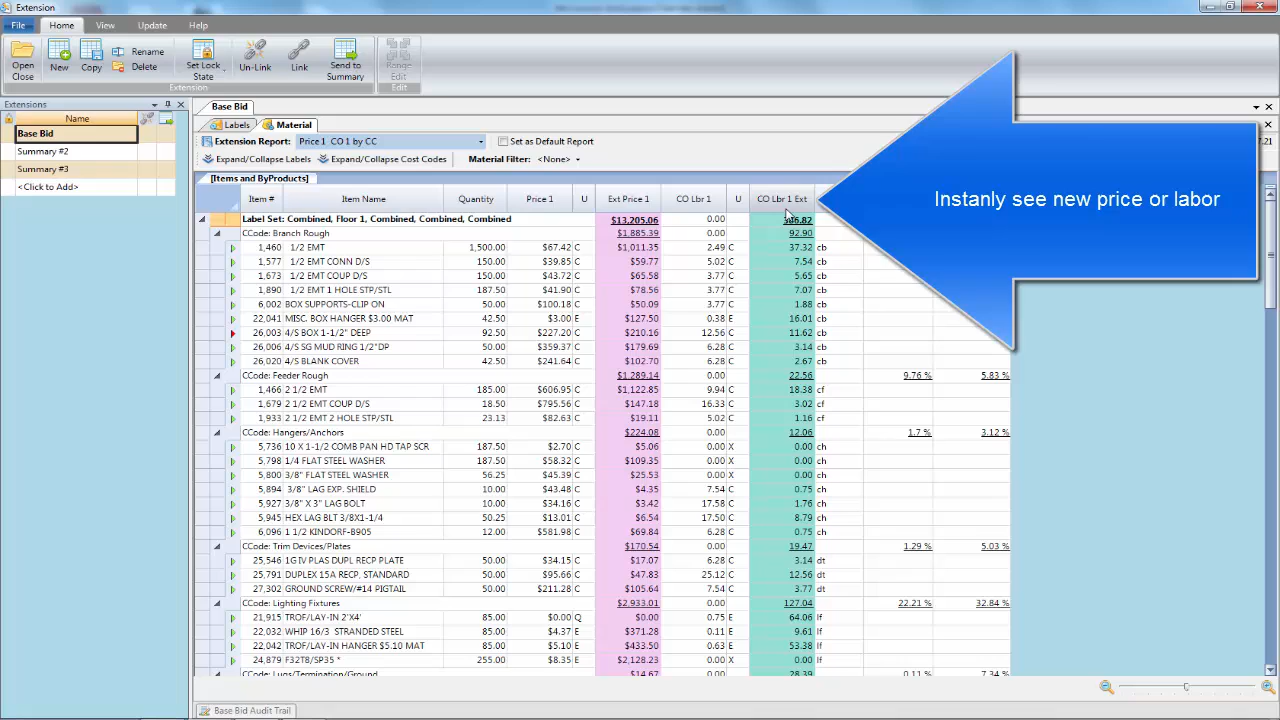 Extension
File Home View Update Help
Open Close New Copy Rename Delete Set Lock State Un-Link Link Send to Summary Range Edit
Extension Edit
Extensions
Name
Base Bid
Summary #2
Summary #3
<Click to Add>
Base Bid
Labels Material
Extension Report: Price 1 CO 1 by CC Set as Default Report
Expand/Collapse Labels Expand/Collapse Cost Codes Material Filter: <None>
[Items and ByProducts]
Item # Item Name Quantity Price 1 U Ext Price 1 CO Lbr 1 U CO Lbr 1 Ext
Label Set: Combined, Floor 1, Combined, Combined, Combined $13,205.06 0.00
CCode: Branch Rough $1,885.39 0.00 92.90
1,460 1/2 EMT 1,500.00 $67.42 C $1,011.35 2.49 C 37.32 cb
1,577 1/2 EMT CONN D/S 150.00 $39.85 C $59.77 5.02 C 7.54 cb
1,673 1/2 EMT COUP D/S 150.00 $43.72 C $65.58 3.77 C 5.65 cb
1,890 1/2 EMT 1 HOLE STP/STL 187.50 $41.90 C $78.56 3.77 C 7.07 cb
6,002 BOX SUPPORTS-CLIP ON 50.00 $100.18 C $50.09 3.77 C 1.88 cb
22,041 MISC. BOX HANGER $3.00 MAT 42.50 $3.00 E $127.50 0.38 E 16.01 cb
26,003 4/S BOX 1-1/2" DEEP 92.50 $227.20 C $210.16 12.56 C 11.62 cb
26,006 4/S SG MUD RING 1/2"DP 50.00 $359.37 C $179.69 6.28 C 3.14 cb
26,020 4/S BLANK COVER 42.50 $241.64 C $102.70 6.28 C 2.67 cb
CCode: Feeder Rough $1,289.14 0.00 22.56 9.76 % 5.83 %
1,466 2 1/2 EMT 185.00 $606.95 C $1,122.85 9.94 C 18.38 cf
1,679 2 1/2 EMT COUP D/S 18.50 $795.56 C $147.18 16.33 C 3.02 cf
1,933 2 1/2 EMT 2 HOLE STP/STL 23.13 $82.63 C $19.11 5.02 C 1.16 cf
CCode: Hangers/Anchors $224.08 0.00 12.06 1.7 % 3.12 %
5,736 10 X 1-1/2 COMB PAN HD TAP SCR 187.50 $2.70 C $5.06 0.00 X 0.00 ch
5,798 1/4 FLAT STEEL WASHER 187.50 $58.32 C $109.35 0.00 X 0.00 ch
5,800 3/8" FLAT STEEL WASHER 56.25 $45.39 C $25.53 0.00 X 0.00 ch
5,894 3/8" LAG EXP. SHIELD 10.00 $43.48 C $4.35 7.54 C 0.75 ch
5,927 3/8" X 3" LAG BOLT 10.00 $34.16 C $3.42 17.58 C 1.76 ch
5,945 HEX LAG BLT 3/8X1-1/4 50.25 $13.01 C $6.54 17.50 C 8.79 ch
6,096 1 1/2 KINDORF-B905 12.00 $581.98 C $69.84 6.28 C 0.75 ch
CCode: Trim Devices/Plates $170.54 0.00 19.47 1.29 % 5.03 %
25,546 1G IV PLAS DUPL RECP PLATE 50.00 $34.15 C $17.07 6.28 C 3.14 dt
25,791 DUPLEX 15A RECP, STANDARD 50.00 $95.66 C $47.83 25.12 C 12.56 dt
27,302 GROUND SCREW/#14 PIGTAIL 50.00 $211.28 C $105.64 7.54 C 3.77 dt
CCode: Lighting Fixtures $2,933.01 0.00 127.04 22.21 % 32.84 %
21,915 TROF/LAY-IN 2'X4' 85.00 $0.00 Q $0.00 0.75 E 64.06 lf
22,032 WHIP 16/3 STRANDED STEEL 85.00 $4.37 E $371.28 0.11 E 9.61 lf
22,042 TROF/LAY-IN HANGER $5.10 MAT 85.00 $5.10 E $433.50 0.63 E 53.38 lf
24,879 F32T8/SP35 * 255.00 $8.35 E $2,128.23 0.00 X 0.00 lf
CCode: Lugs/Termination/Ground $14.67 0.00 28.39 0.11 % 7.34 %
Base Bid Audit Trail
Instanly see new price or labor